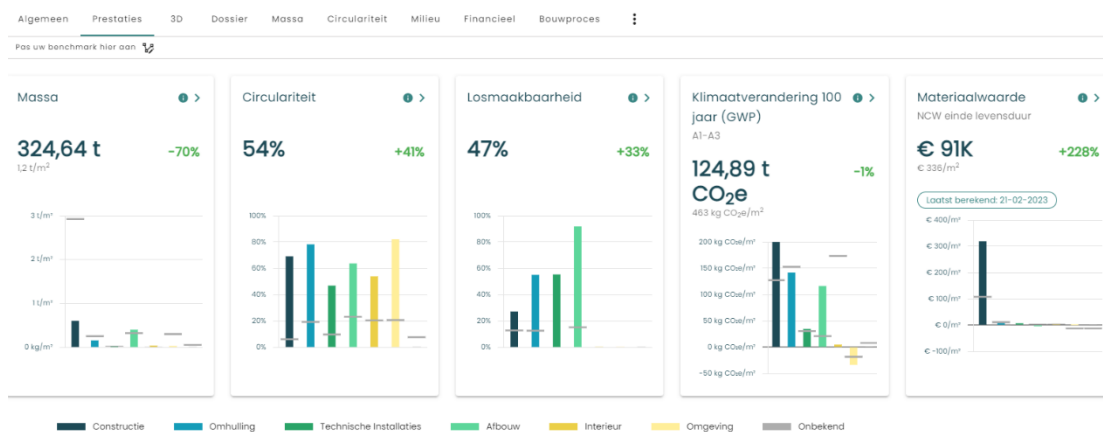 Algemeen Prestaties 3D Dossier Massa Circulariteit Milieu Financieel Bouwproces
Pas uw benchmark hier aan
Massa
324,64 t -70%
1,2 t/m²
3 t/m²
2 t/m²
1 t/m²
0 kg/m²
Circulariteit
54% +41%
100%
80%
60%
40%
20%
0%
Losmaakbaarheid
47% +33%
100%
80%
60%
40%
20%
0%
Klimaatverandering 100
jaar (GWP)
A1-A3
124,89 t -1%
CO₂e
463 kg CO₂e/m²
200 kg CO₂e/m²
150 kg CO₂e/m²
100 kg CO₂e/m²
50 kg CO₂e/m²
0 kg CO₂e/m²
-50 kg CO₂e/m²
Materiaalwaarde
NCW einde levensduur
€ 91K +228%
€ 336/m²
Laatst berekend: 21-02-2023
€ 400/m²
€ 300/m²
€ 200/m²
€ 100/m²
€ 0/m²
€ -100/m²
Constructie Omhulling Technische Installaties Afbouw Interieur Omgeving Onbekend